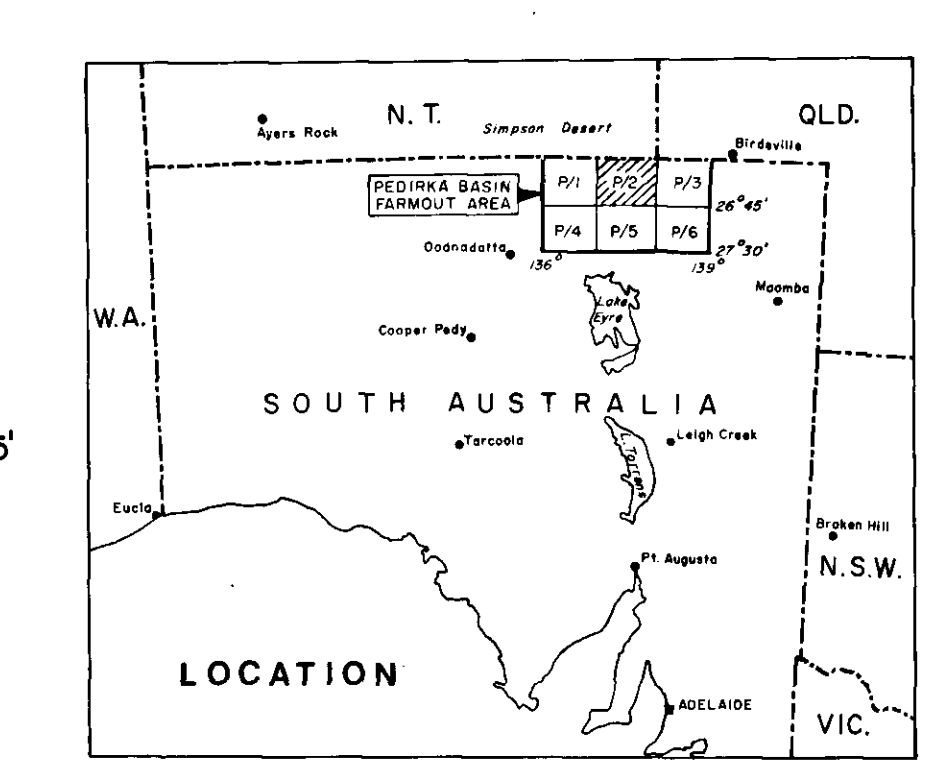 N.T.
QLD.
Ayers Rock
Simpson Desert
Birdsville
PEDIRKA BASIN
FARMOUT AREA
P/1
P/2
P/3
26°45'
P/4
P/5
P/6
27°30'
Oodnadatta
136°
139°
Moomba
W.A.
Lake
Eyre
Cooper Pedy
SOUTH AUSTRALIA
5'
Tarcoola
L. Torrens
Leigh Creek
Eucla
Broken Hill
Pt. Augusta
N.S.W.
LOCATION
ADELAIDE
VIC.